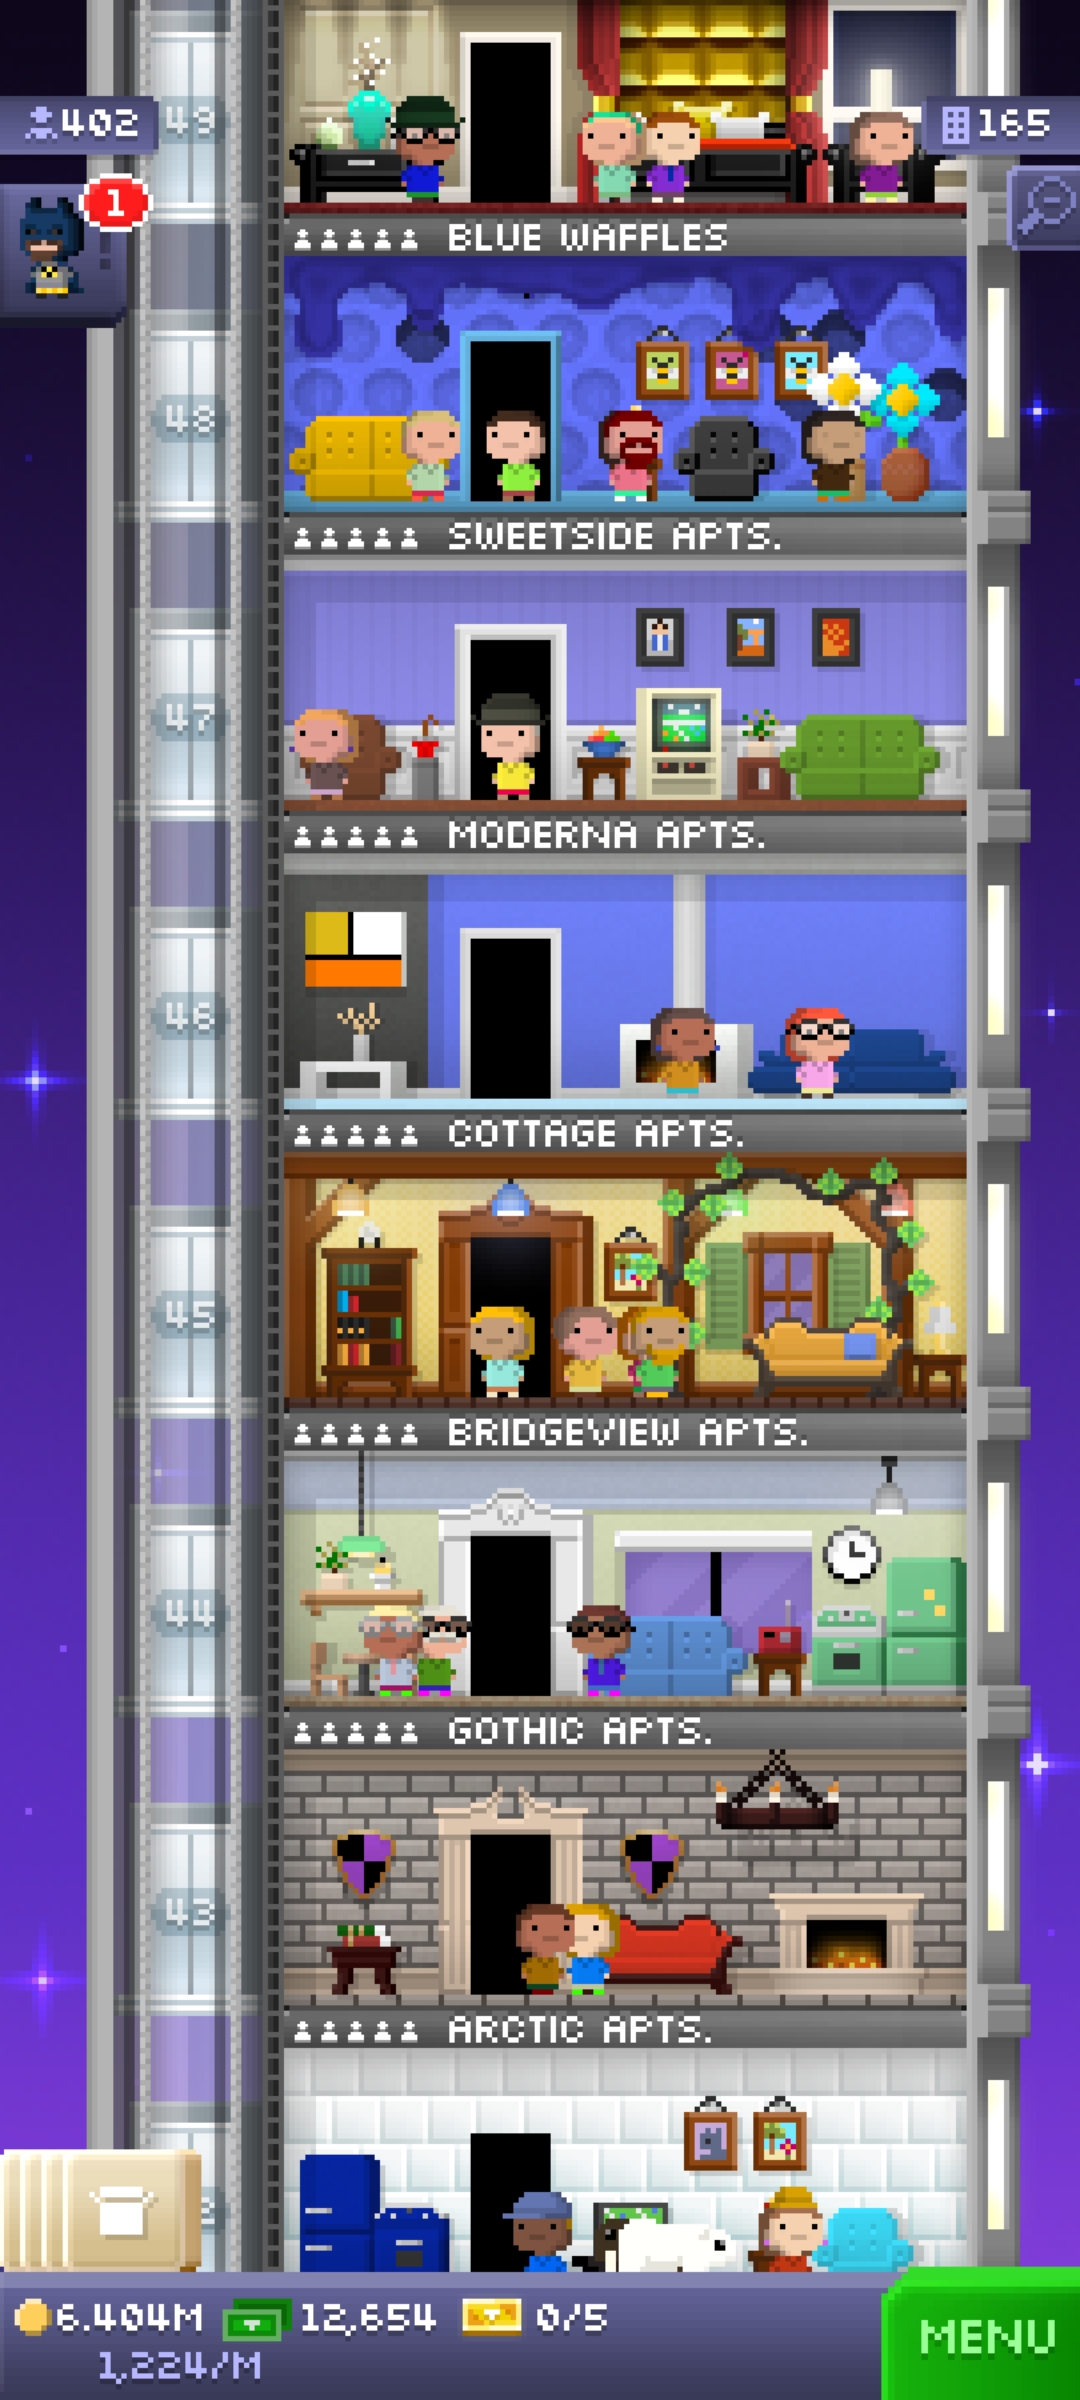 402
49
165
1
BLUE WAFFLES
48
SWEETSIDE APTS.
47
MODERNA APTS.
46
COTTAGE APTS.
45
BRIDGEVIEW APTS.
44
GOTHIC APTS.
43
ARCTIC APTS.
6.404M
12,654
0/5
1,224/M
MENU